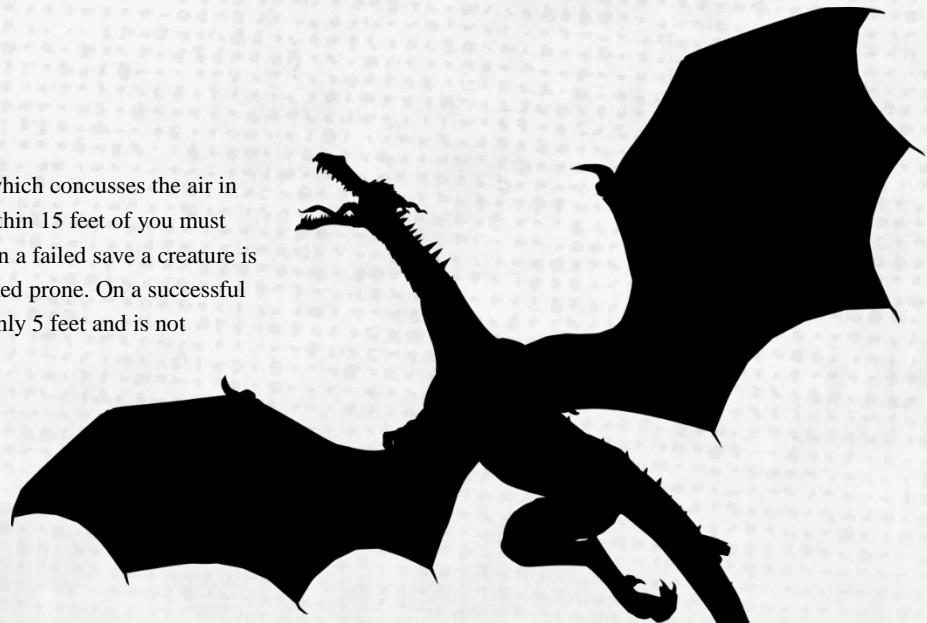 which concusses the air in
thin 15 feet of you must
n a failed save a creature is
ed prone. On a successful
nly 5 feet and is not